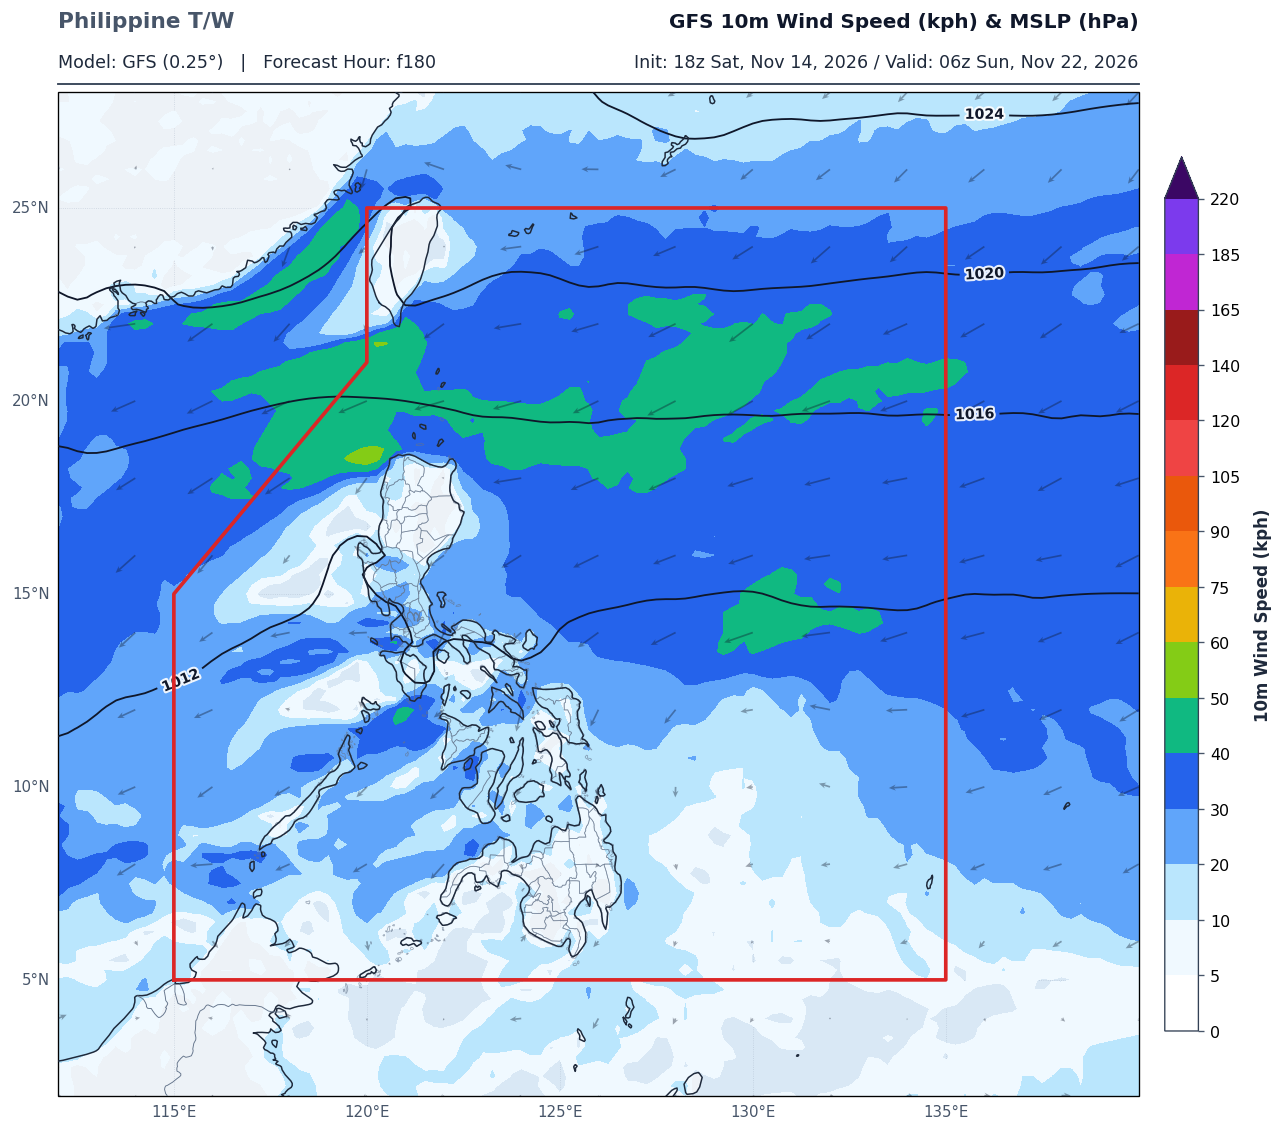 Philippine T/W
GFS 10m Wind Speed (kph) & MSLP (hPa)
Model: GFS (0.25°)   |   Forecast Hour: f180
Init: 18z Sat, Nov 14, 2026 / Valid: 06z Sun, Nov 22, 2026
1024
1020
1016
1012
25°N
20°N
15°N
10°N
5°N
115°E
120°E
125°E
130°E
135°E
220
185
165
140
120
105
90
75
60
50
40
30
20
10
5
0
10m Wind Speed (kph)